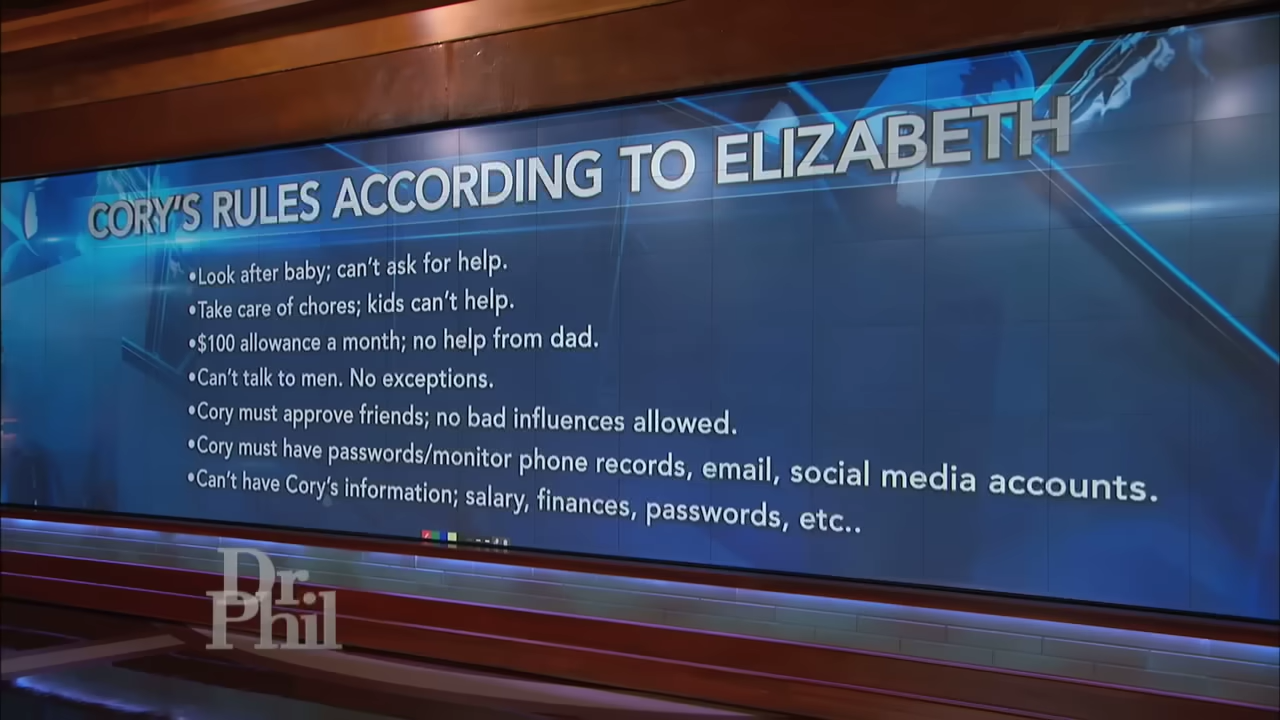 CORY'S RULES ACCORDING TO ELIZABETH
•Look after baby; can't ask for help.
•Take care of chores; kids can't help.
•$100 allowance a month; no help from dad.
•Can't talk to men. No exceptions.
•Cory must approve friends; no bad influences allowed.
•Cory must have passwords/monitor phone records, email, social media accounts.
•Can't have Cory's information; salary, finances, passwords, etc..
Dr.
Phil